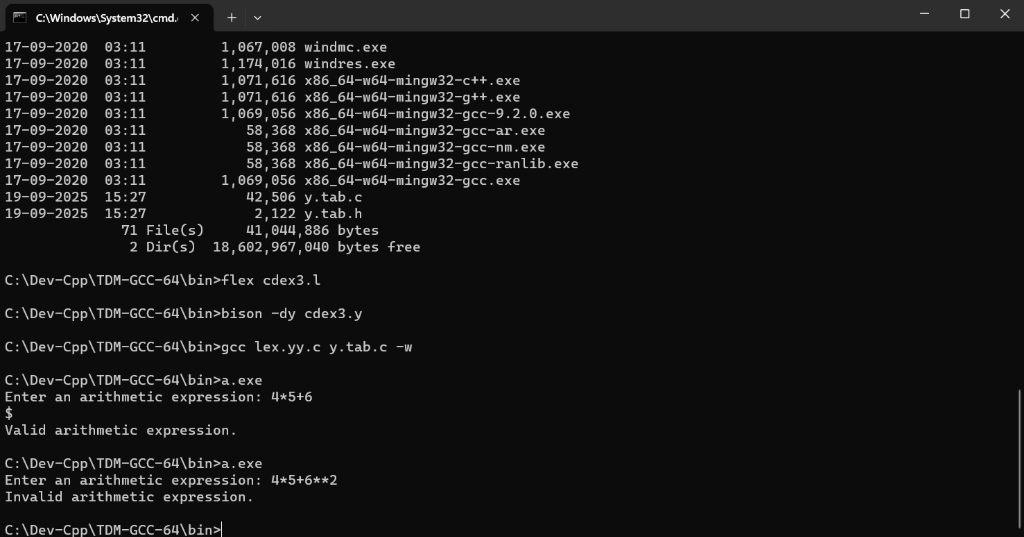 C:\Windows\System32\cmd.
17-09-2020  03:11         1,067,008 windmc.exe
17-09-2020  03:11         1,174,016 windres.exe
17-09-2020  03:11         1,071,616 x86_64-w64-mingw32-c++.exe
17-09-2020  03:11         1,071,616 x86_64-w64-mingw32-g++.exe
17-09-2020  03:11         1,069,056 x86_64-w64-mingw32-gcc-9.2.0.exe
17-09-2020  03:11            58,368 x86_64-w64-mingw32-gcc-ar.exe
17-09-2020  03:11            58,368 x86_64-w64-mingw32-gcc-nm.exe
17-09-2020  03:11            58,368 x86_64-w64-mingw32-gcc-ranlib.exe
17-09-2020  03:11         1,069,056 x86_64-w64-mingw32-gcc.exe
19-09-2025  15:27            42,506 y.tab.c
19-09-2025  15:27             2,122 y.tab.h
              71 File(s)     41,044,886 bytes
               2 Dir(s)  18,602,967,040 bytes free
C:\Dev-Cpp\TDM-GCC-64\bin>flex cdex3.l
C:\Dev-Cpp\TDM-GCC-64\bin>bison -dy cdex3.y
C:\Dev-Cpp\TDM-GCC-64\bin>gcc lex.yy.c y.tab.c -w
C:\Dev-Cpp\TDM-GCC-64\bin>a.exe
Enter an arithmetic expression: 4*5+6
$
Valid arithmetic expression.
C:\Dev-Cpp\TDM-GCC-64\bin>a.exe
Enter an arithmetic expression: 4*5+6**2
Invalid arithmetic expression.
C:\Dev-Cpp\TDM-GCC-64\bin>